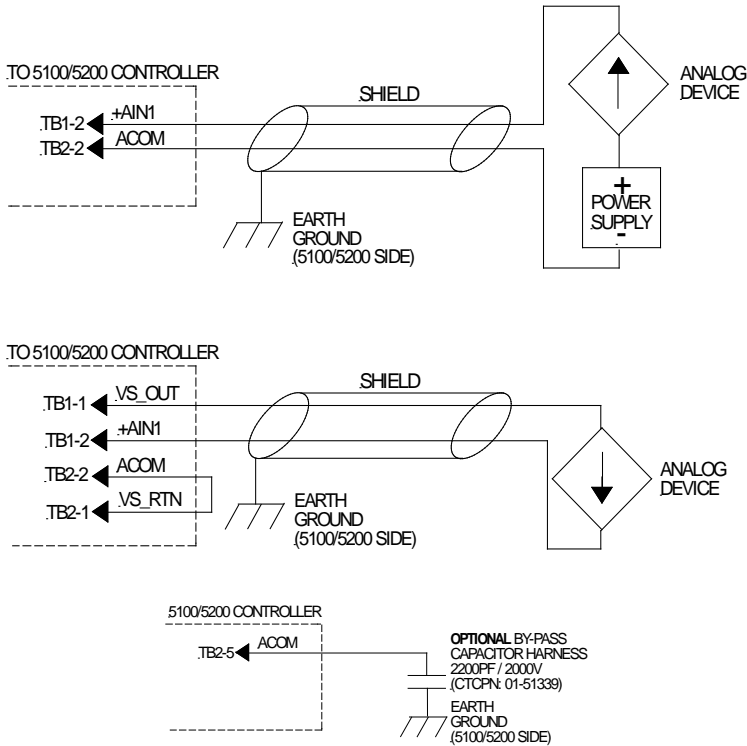 .TO 5100/5200 CONTROLLER
.TB1-2
.+AIN1
.TB2-2
ACOM
.SHIELD
ANALOG
.DEVICE
+
POWER
.SUPPLY
-
EARTH
GROUND
.(5100/5200 SIDE)
.TO 5100/5200 CONTROLLER
.TB1-1
.VS_OUT
.TB1-2
.+AIN1
.TB2-2
ACOM
.TB2-1
.VS_RTN
.SHIELD
ANALOG
.DEVICE
EARTH
GROUND
.(5100/5200 SIDE)
.5100/5200 CONTROLLER
.TB2-5
ACOM
OPTIONAL BY-PASS
CAPACITOR HARNESS
2200PF / 2000V
.(CTCPN: 01-51339)
EARTH
GROUND
.(5100/5200 SIDE)